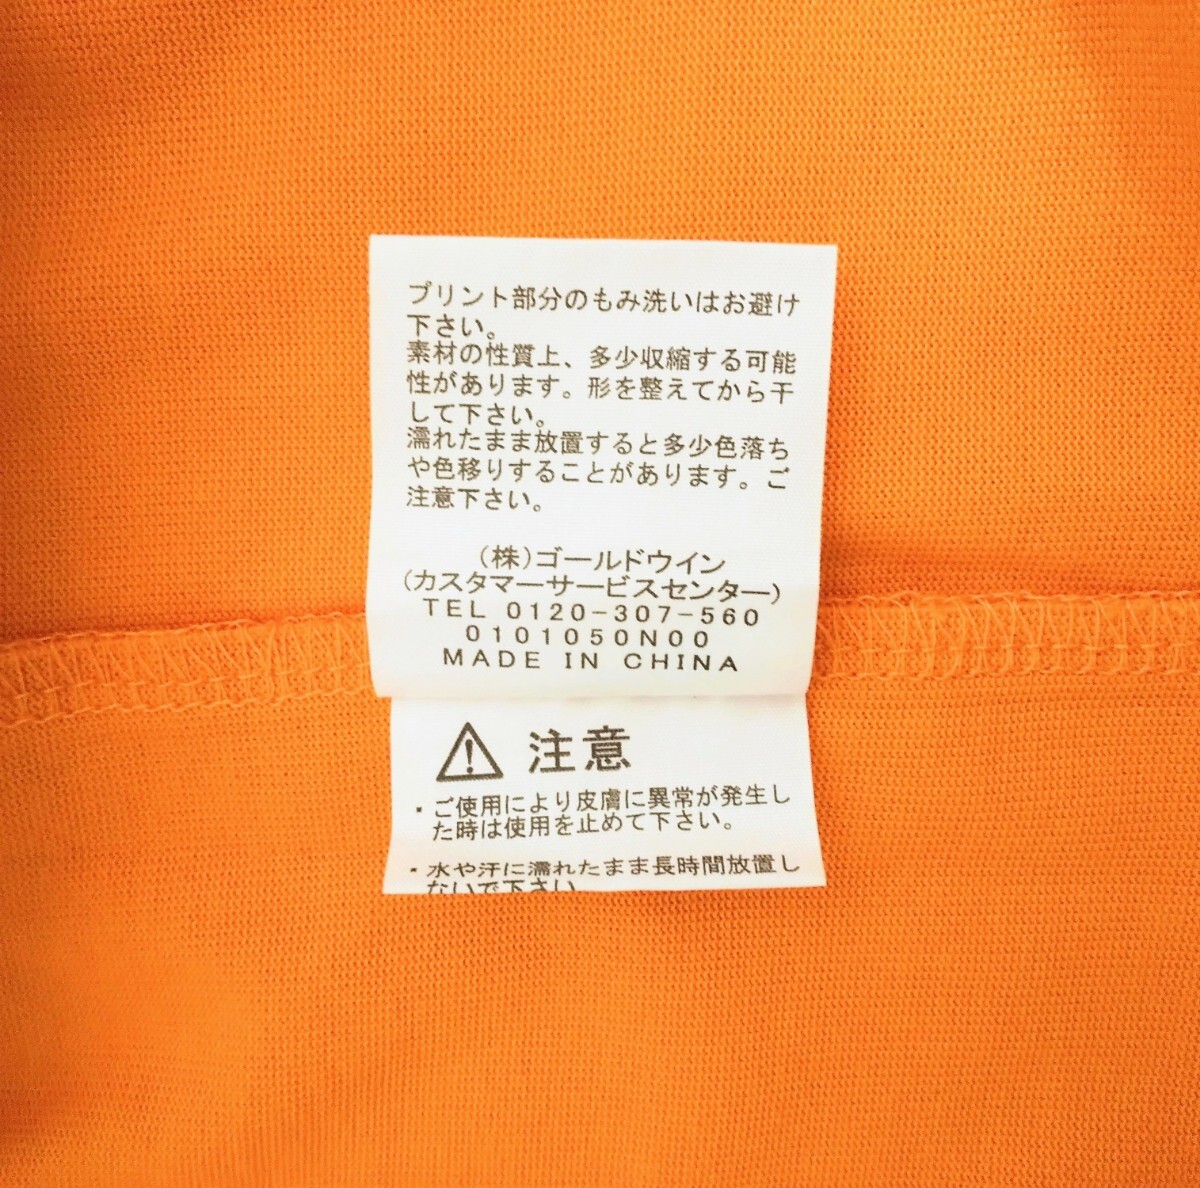 プリント部分のもみ洗いはお避け
下さい。
素材の性質上、多少収縮する可能
性があります。形を整えてから干
して下さい。
濡れたまま放置すると多少色落ち
や色移りすることがあります。ご
注意下さい。
(株)ゴールドウイン
(カスタマーサービスセンター)
TEL 0120-307-560
0101050N00
MADE IN CHINA
注意
・ご使用により皮膚に異常が発生し
た時は使用を止めて下さい。
・水や汗に濡れたまま長時間放置し
ないで下さい